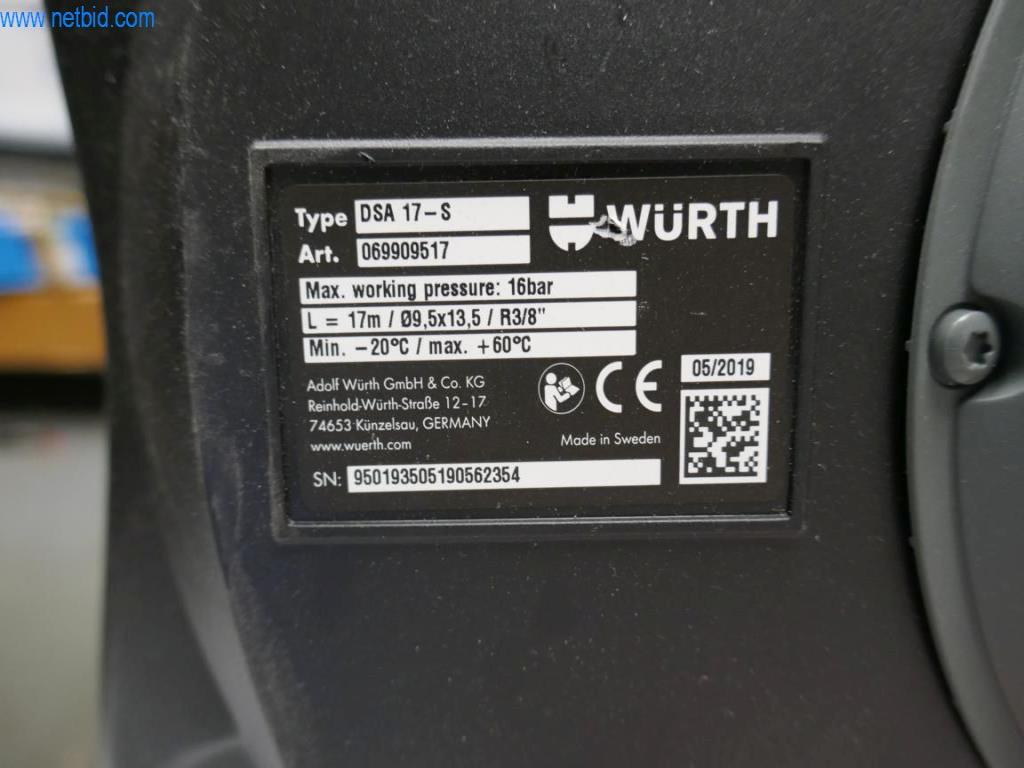 www.netbid.com
Type DSA 17-S
WÜRTH
Art. 069909517
Max. working pressure: 16bar
L = 17m / Ø9,5x13,5 / R3/8"
Min. -20°C / max. +60°C
Adolf Würth GmbH & Co. KG
Reinhold-Würth-Straße 12-17
74653 Künzelsau, GERMANY
www.wuerth.com
CE
05/2019
Made in Sweden
SN: 950193505190562354